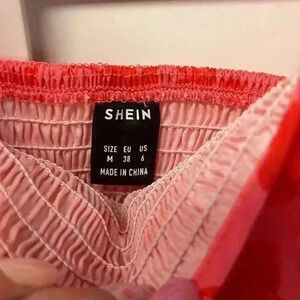 SHEIN
SIZE EU US
M 38 6
MADE IN CHINA